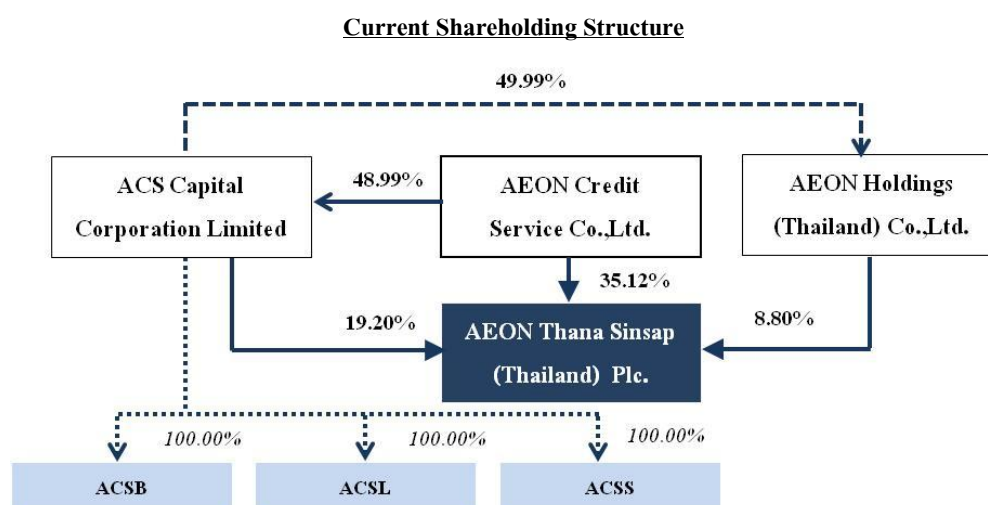 Current Shareholding Structure
49.99%
ACS Capital
Corporation Limited
48.99%
AEON Credit
Service Co.,Ltd.
AEON Holdings
(Thailand) Co.,Ltd.
35.12%
19.20%
AEON Thana Sinsap
(Thailand) Plc.
8.80%
100.00%
100.00%
100.00%
ACSB
ACSL
ACSS